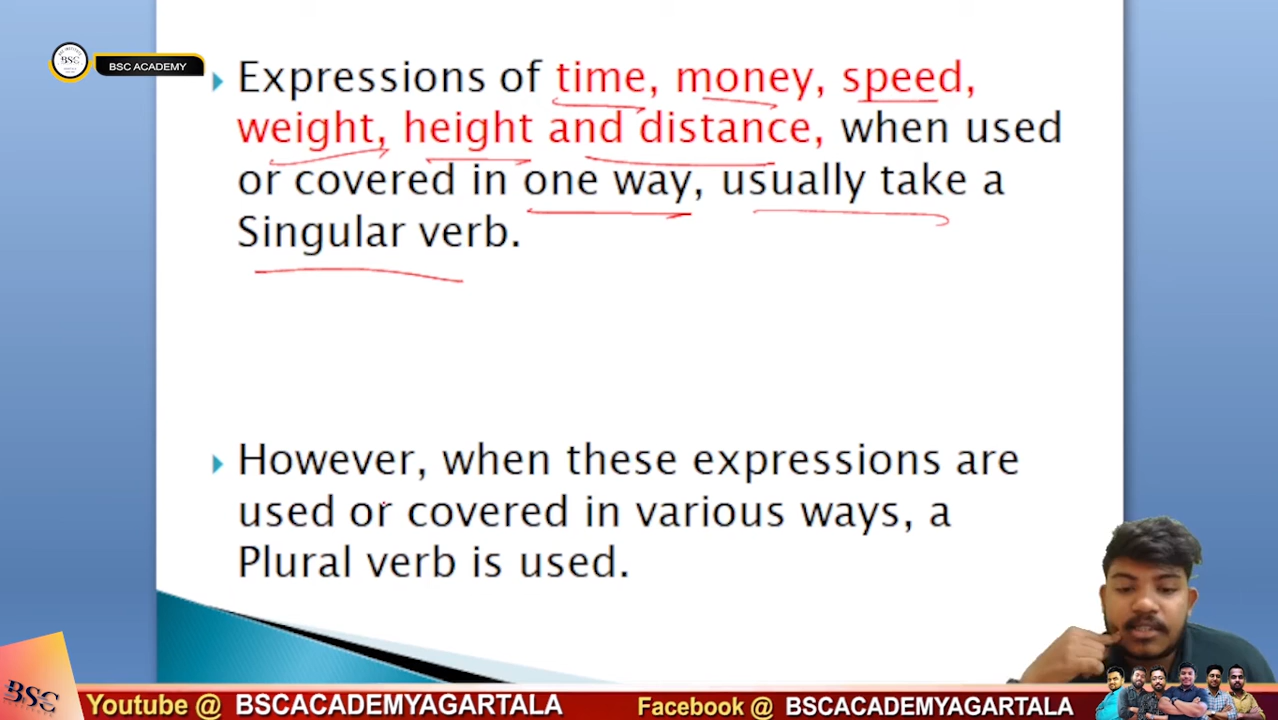 BSC
BSC ACADEMY
Expressions of time, money, speed,
weight, height and distance, when used
or covered in one way, usually take a
Singular verb.
However, when these expressions are
used or covered in various ways, a
Plural verb is used.
BSC
Youtube @ BSCACADEMYAGARTALA
Facebook @ BSCACADEMYAGARTALA